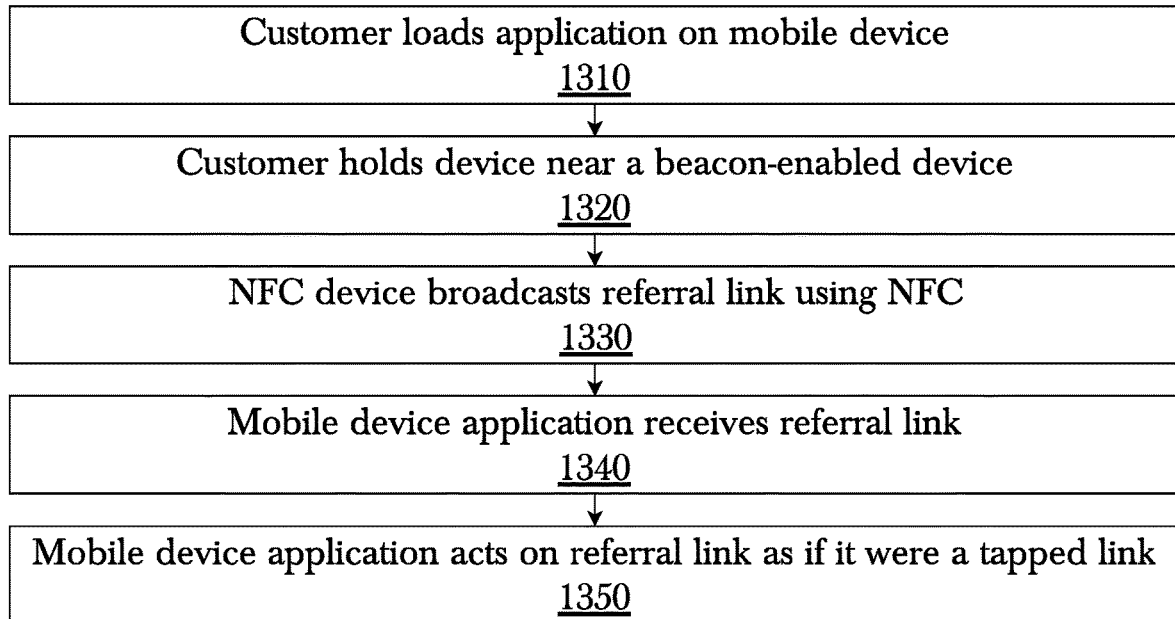 Customer loads application on mobile device
1310
Customer holds device near a beacon-enabled device
1320
NFC device broadcasts referral link using NFC
1330
Mobile device application receives referral link
1340
Mobile device application acts on referral link as if it were a tapped link
1350